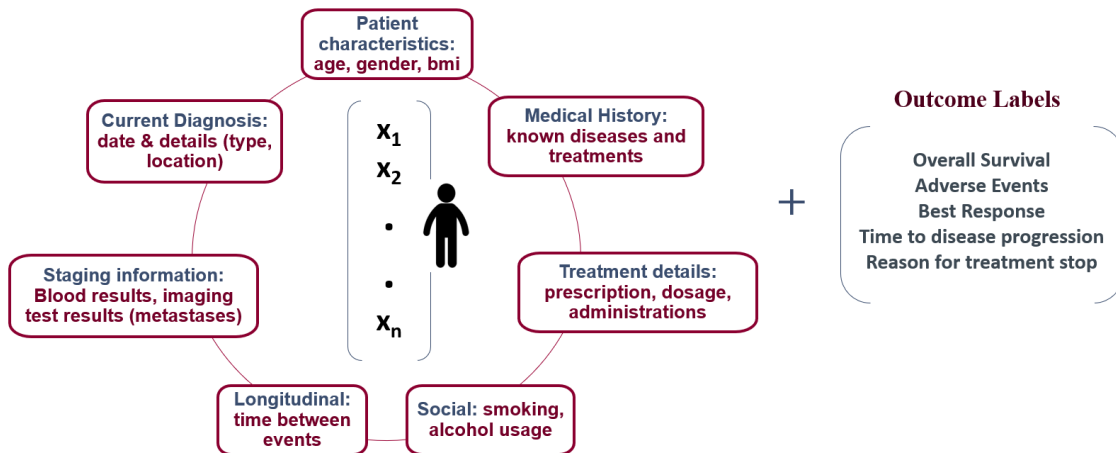 Patient
characteristics:
age, gender, bmi
Current Diagnosis:
date & details (type,
location)
Medical History:
known diseases and
treatments
x1
x2
.
.
xn
Staging information:
Blood results, imaging
test results (metastases)
Treatment details:
prescription, dosage,
administrations
Longitudinal:
time between
events
Social: smoking,
alcohol usage
+
Outcome Labels
Overall Survival
Adverse Events
Best Response
Time to disease progression
Reason for treatment stop